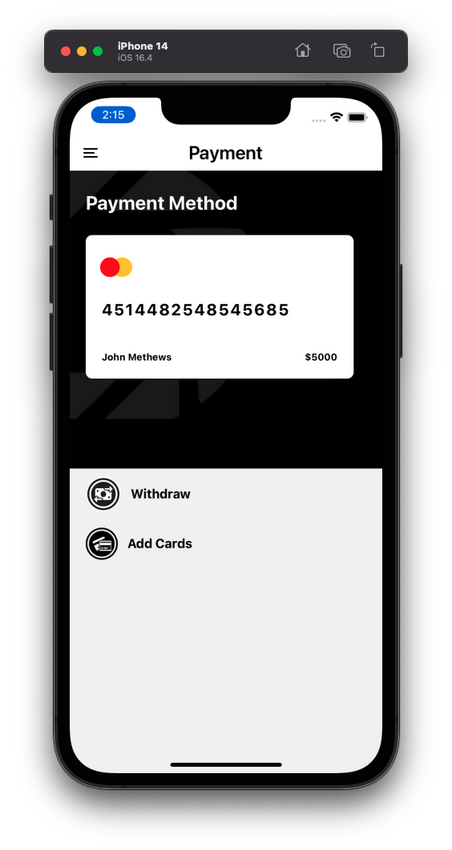 iPhone 14
iOS 16.4
2:15
Payment
Payment Method
4514482548545685
John Methews
$5000
Withdraw
Add Cards